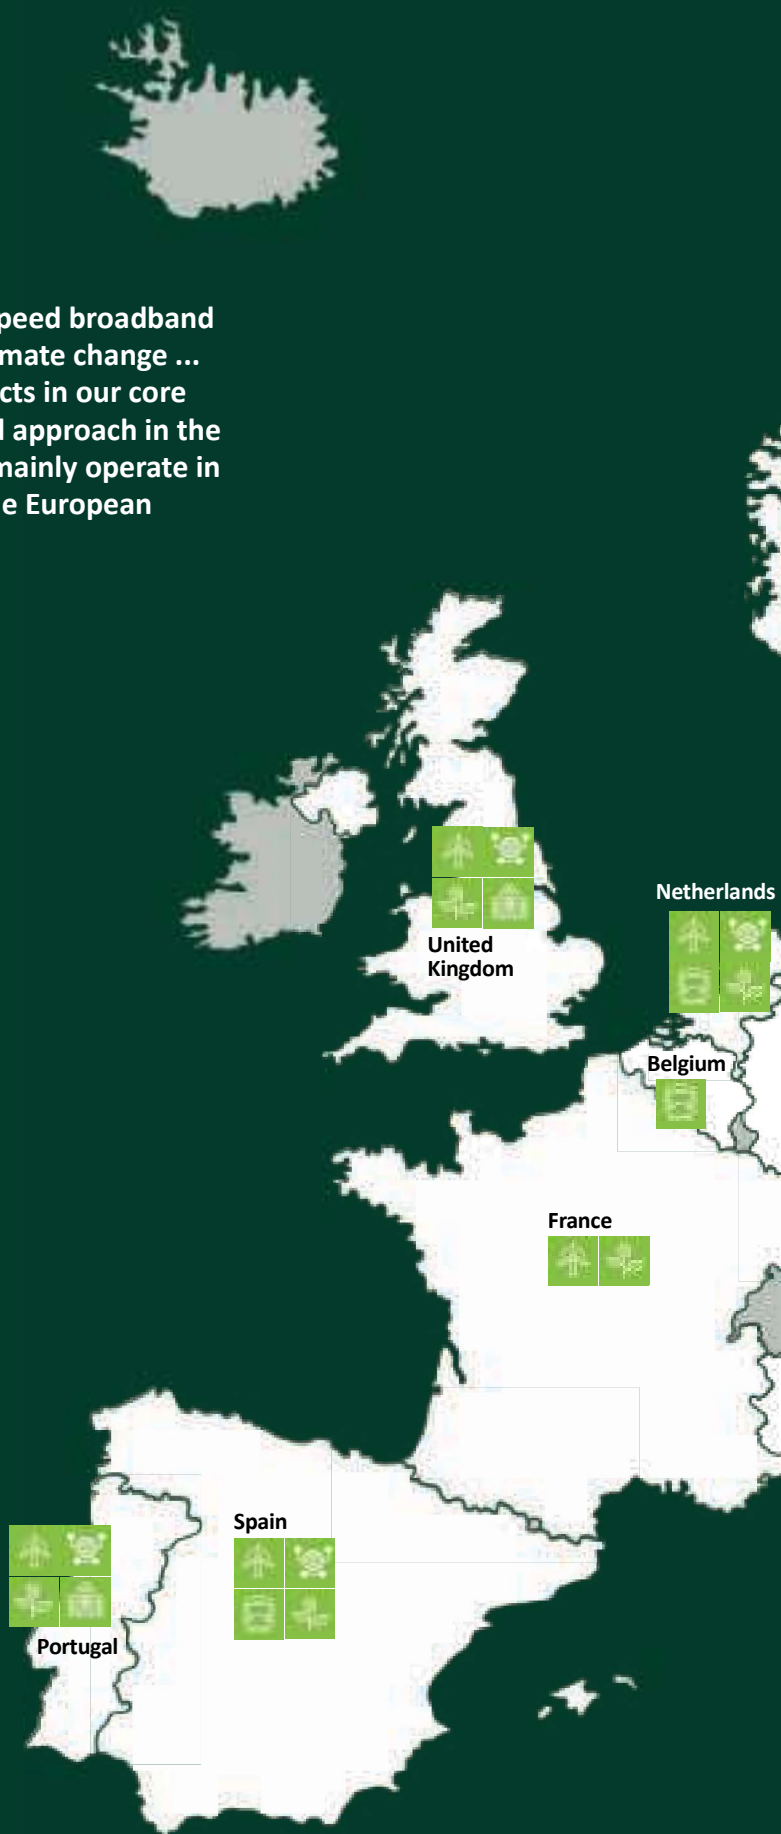 peed broadband
mate change ...
cts in our core
l approach in the
mainly operate in
e European
Netherlands
United
Kingdom
Belgium
France
Spain
Portugal